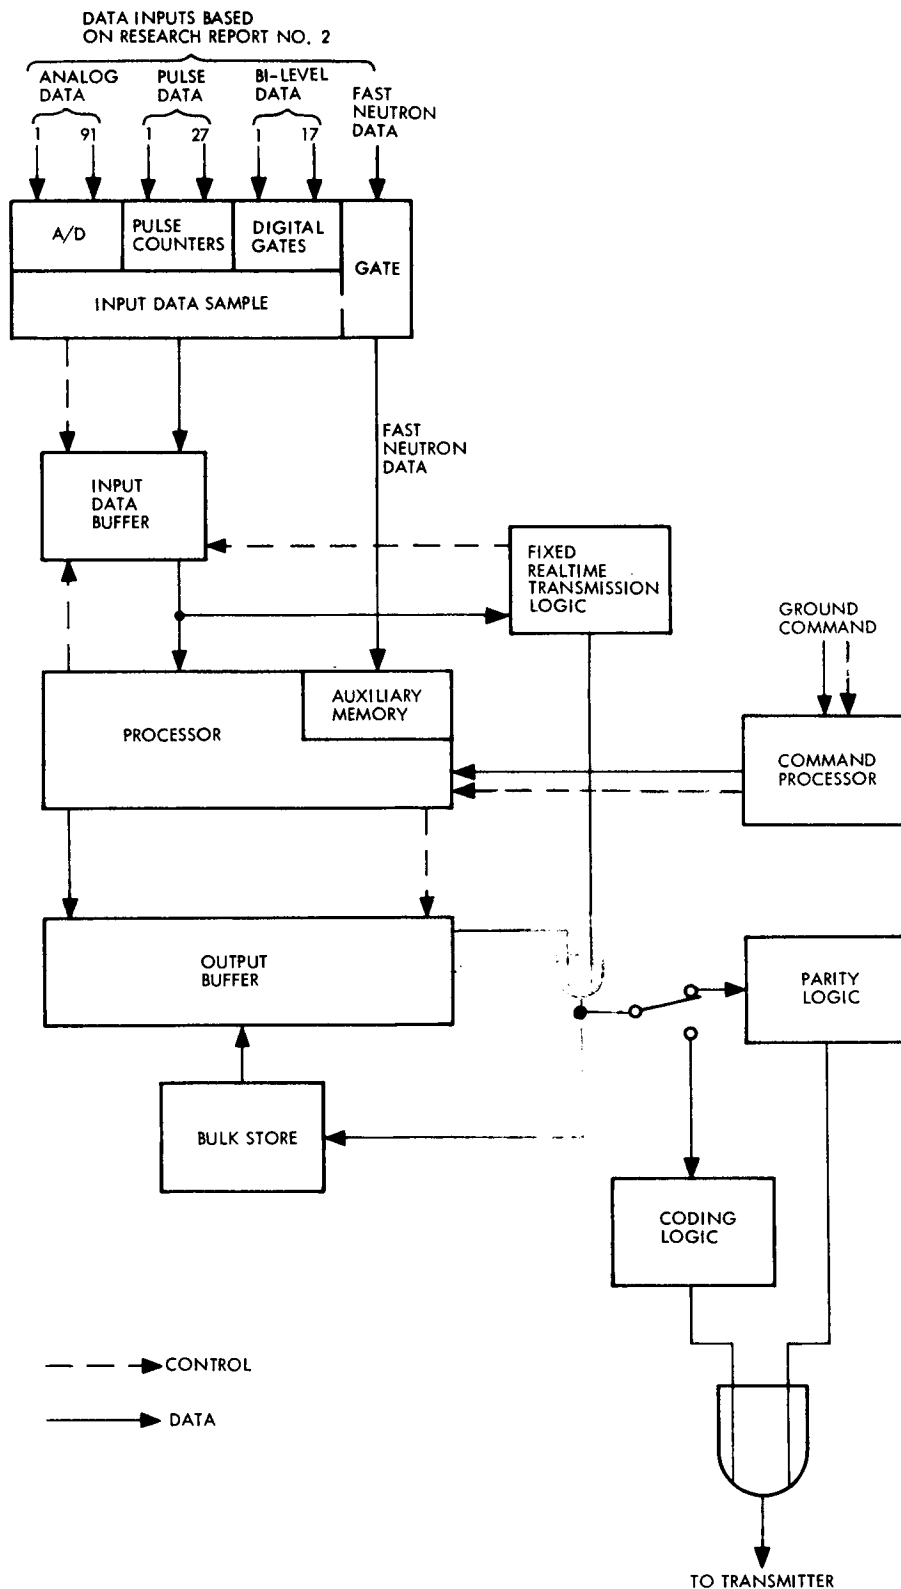 DATA INPUTS BASED
ON RESEARCH REPORT NO. 2
ANALOG
DATA
PULSE
DATA
BI-LEVEL
DATA
FAST
NEUTRON
DATA
1 91 1 27 1 17
A/D
PULSE
COUNTERS
DIGITAL
GATES
GATE
INPUT DATA SAMPLE
FAST
NEUTRON
DATA
INPUT
DATA
BUFFER
FIXED
REALTIME
TRANSMISSION
LOGIC
GROUND
COMMAND
AUXILIARY
MEMORY
PROCESSOR
COMMAND
PROCESSOR
OUTPUT
BUFFER
PARITY
LOGIC
BULK STORE
CODING
LOGIC
CONTROL
DATA
TO TRANSMITTER